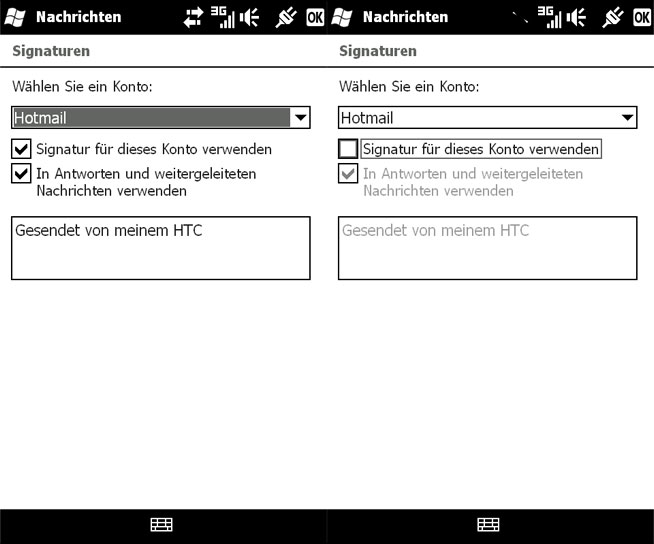 Nachrichten
3G
OK
Signaturen
Wählen Sie ein Konto:
Hotmail
Signatur für dieses Konto verwenden
In Antworten und weitergeleiteten
Nachrichten verwenden
Gesendet von meinem HTC
Nachrichten
3G
OK
Signaturen
Wählen Sie ein Konto:
Hotmail
Signatur für dieses Konto verwenden
In Antworten und weitergeleiteten
Nachrichten verwenden
Gesendet von meinem HTC